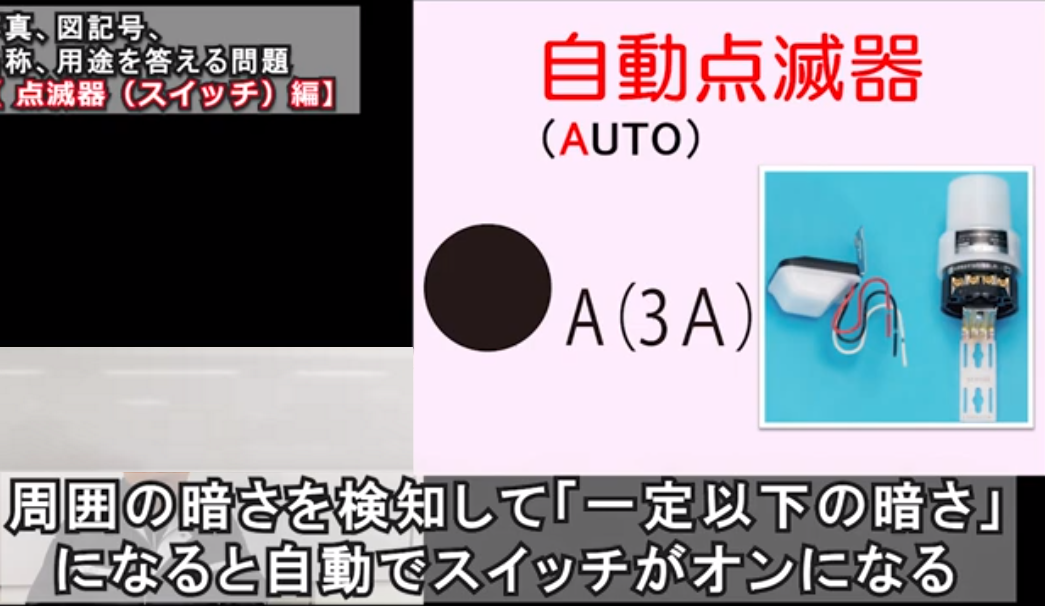 真、図記号、
称、用途を答える問題
【 点滅器（スイッチ）編】
自動点滅器
（AUTO）
A（3A）
周囲の暗さを検知して「一定以下の暗さ」
になると自動でスイッチがオンになる